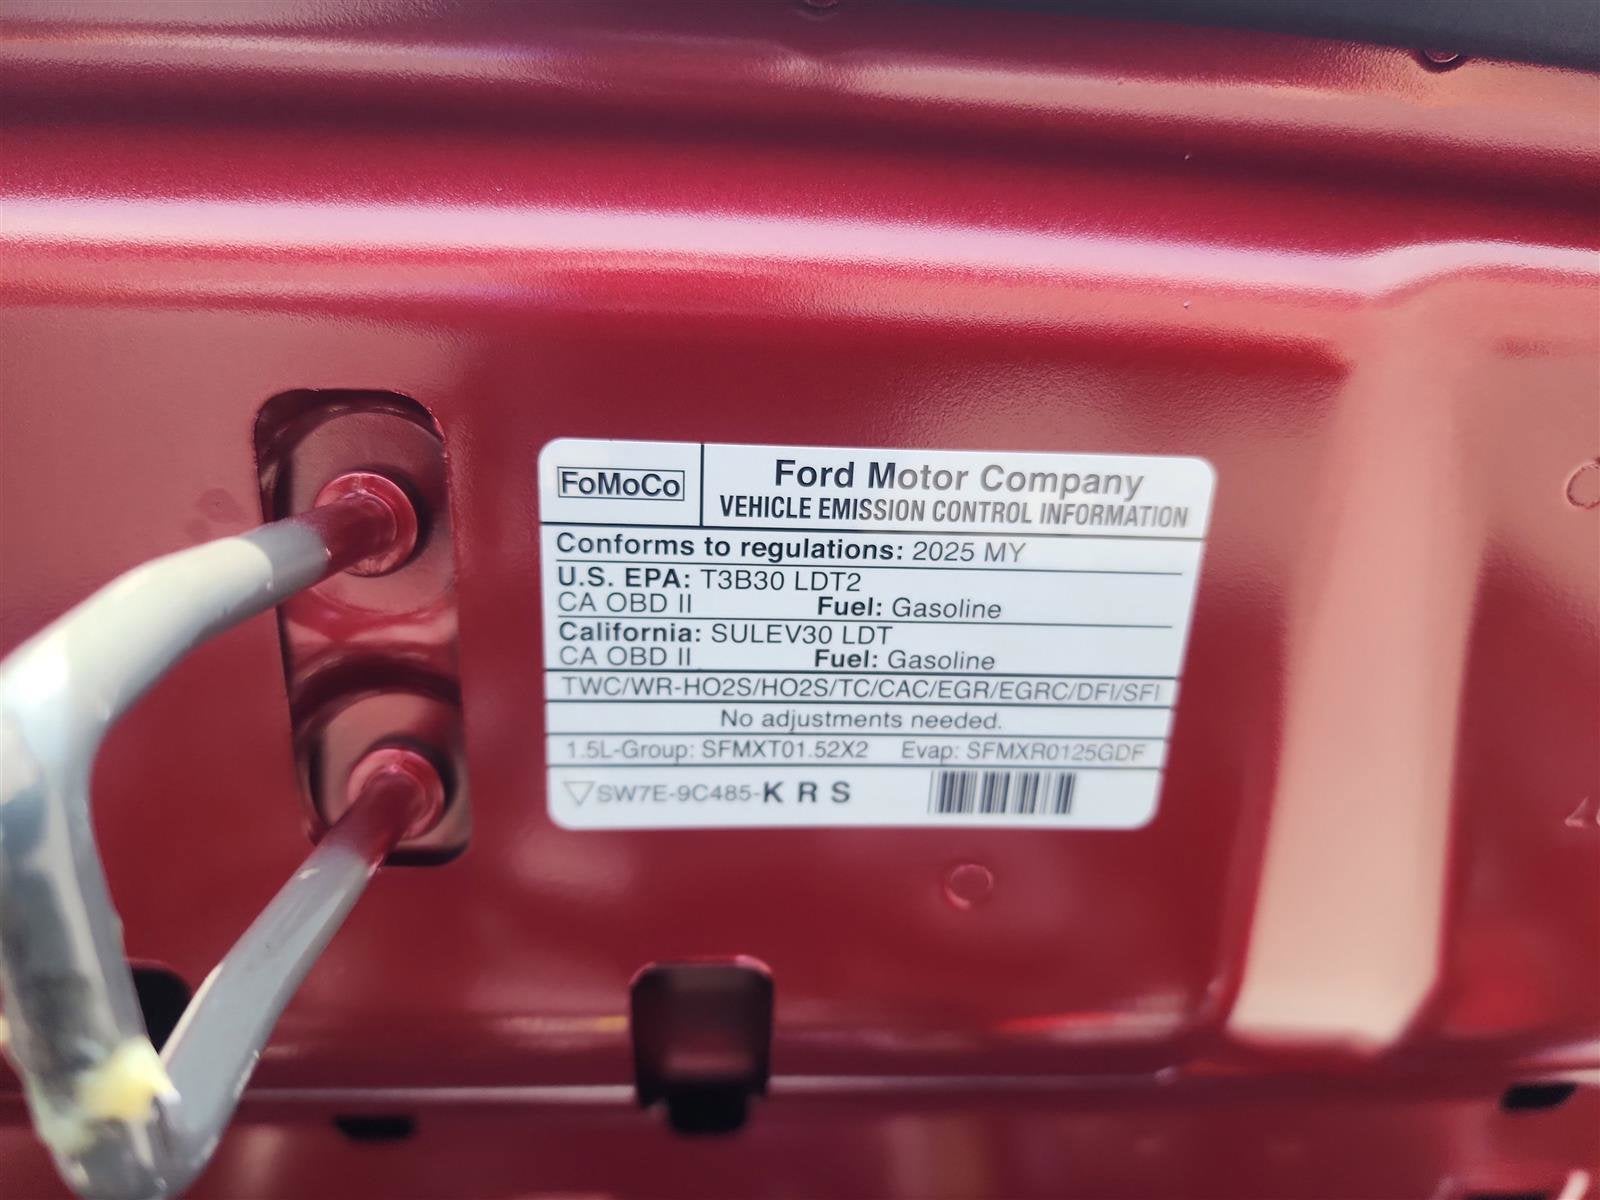 FoMoCo
Ford Motor Company
VEHICLE EMISSION CONTROL INFORMATION
Conforms to regulations: 2025 MY
U.S. EPA: T3B30 LDT2
CA OBD II Fuel: Gasoline
California: SULEV30 LDT
CA OBD II Fuel: Gasoline
TWC/WR-HO2S/HO2S/TC/CAC/EGR/EGRC/DFI/SFI
No adjustments needed.
1.5L-Group: SFMXT01.52X2 Evap: SFMXR0125GDF
SW7E-9C485-K R S